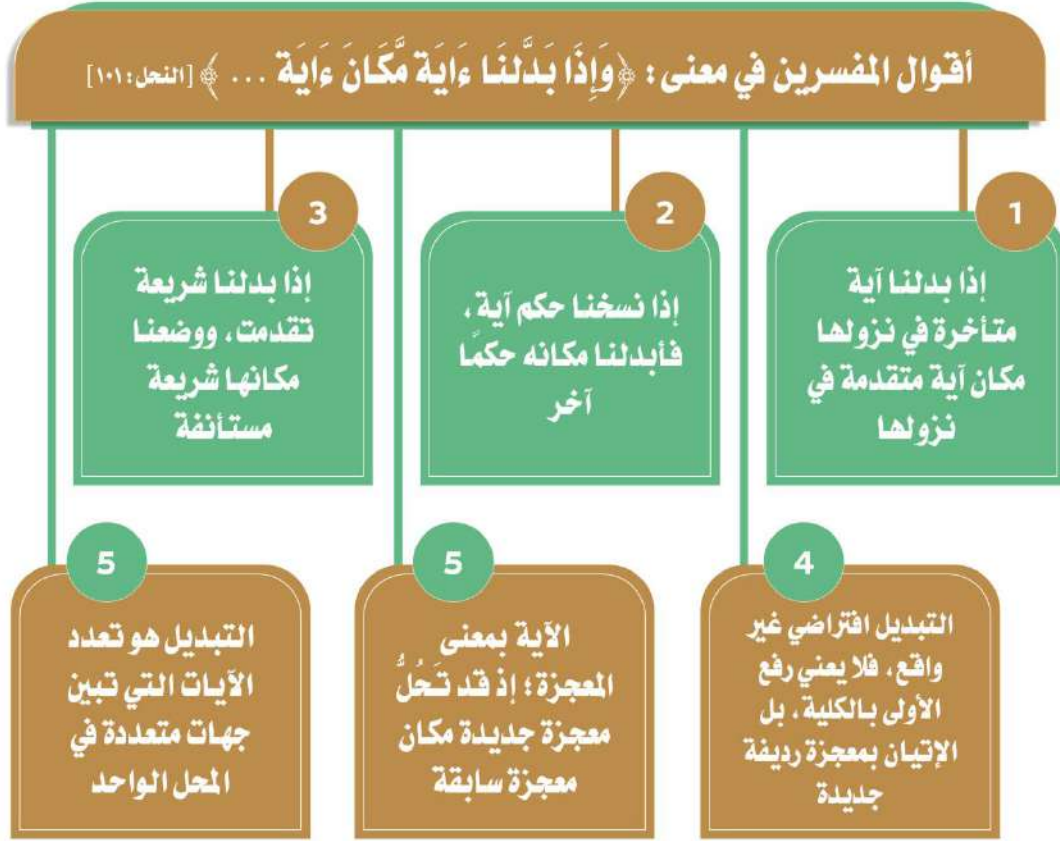 أقوال المفسرين في معنى: ﴿وَإِذَا بَدَّلنَا ءَايَة مَّكَانَ ءَايَة ... ﴾ [النحل: ١٠١]
1
إذا بدلنا آية
متأخرة في نزولها
مكان آية متقدمة في
نزولها
2
إذا نسخنا حكم آية،
فأبدلنا مكانه حكمًا
آخر
3
إذا بدلنا شريعة
تقدمت، ووضعنا
مكانها شريعة
مستأنفة
4
التبديل افتراضي غير
واقع، فلا يعني رفع
الأولى بالكلية، بل
الإتيان بمعجزة رديفة
جديدة
5
الآية بمعنى
المعجزة؛ إذ قد تَحُلُّ
معجزة جديدة مكان
معجزة سابقة
5
التبديل هو تعدد
الآيات التي تبين
جهات متعددة في
المحل الواحد